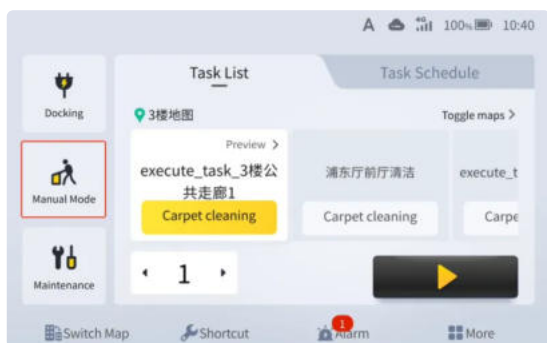 A 4G 100% 10:40
Docking
Manual Mode
Maintenance
Task List
Task Schedule
3楼地图
Toggle maps >
Preview >
execute_task_3楼公
共走廊1
Carpet cleaning
浦东厅前厅清洁
Carpet cleaning
execute_t
Carpe
1
Switch Map
Shortcut
1
Alarm
More